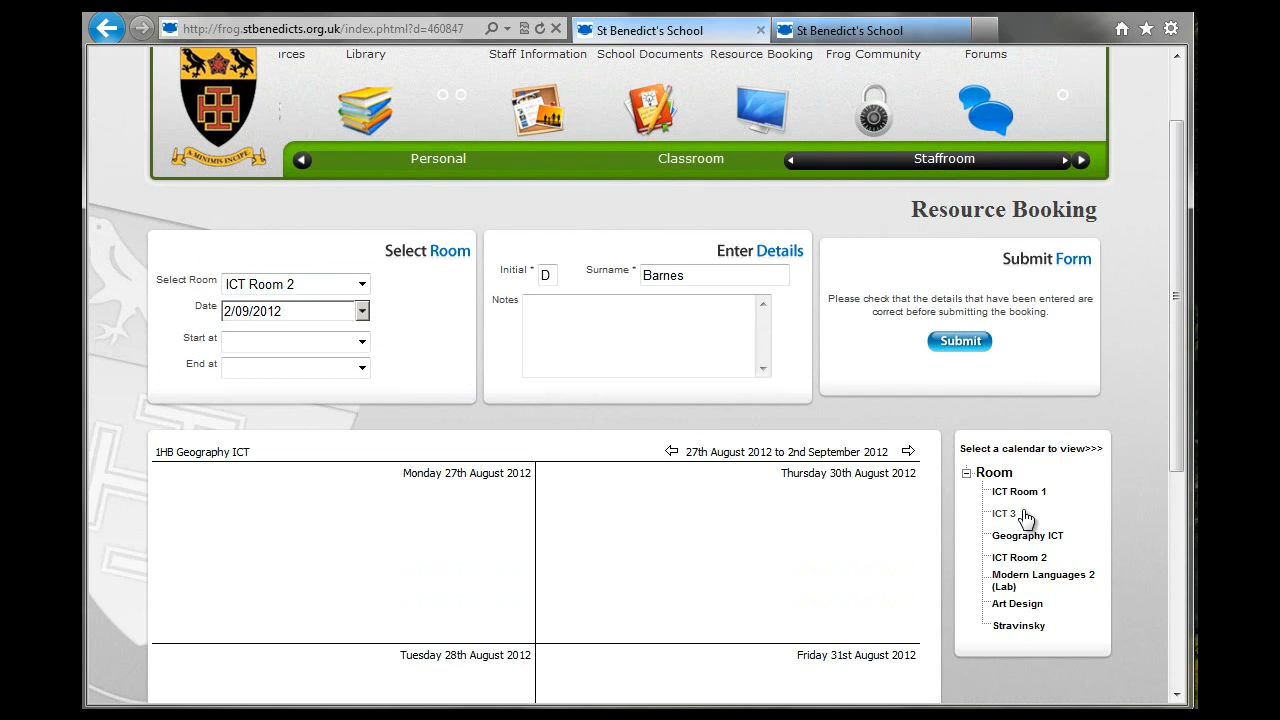 frog.stbenedicts.org.uk/index.phtml?d=460847
St Benedict's School
St Benedict's School
rces
Library
Staff Information
School Documents
Resource Booking
Frog Community
Forums
A MINIMIS INCIPE
Personal
Classroom
Staffroom
Resource Booking
Select Room
Select Room
ICT Room 2
Date
2/09/2012
Start at
End at
Enter Details
Initial *
D
Surname *
Barnes
Notes
Submit Form
Please check that the details that have been entered are
correct before submitting the booking.
Submit
1HB Geography ICT
27th August 2012 to 2nd September 2012
Monday 27th August 2012
Thursday 30th August 2012
Tuesday 28th August 2012
Friday 31st August 2012
Select a calendar to view>>>
Room
ICT Room 1
ICT 3
Geography ICT
ICT Room 2
Modern Languages 2
(Lab)
Art Design
Stravinsky